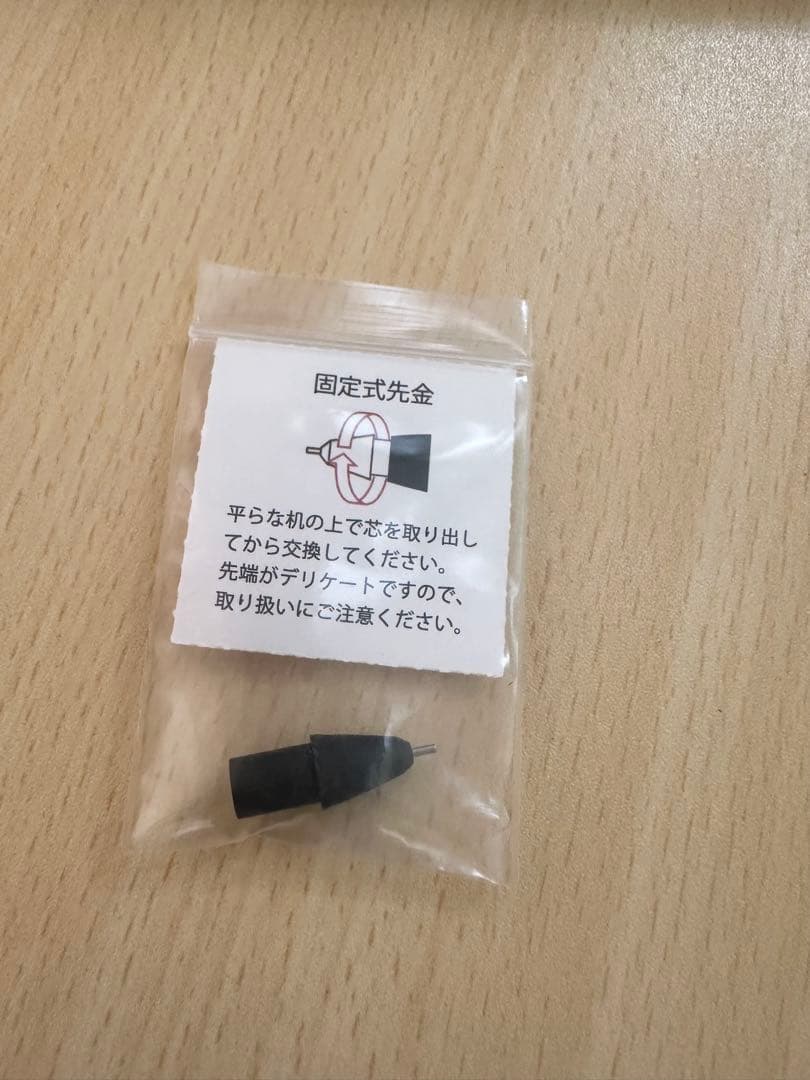 固定式先金
平らな机の上で芯を取り出し
てから交換してください。
先端がデリケートですので、
取り扱いにご注意ください。